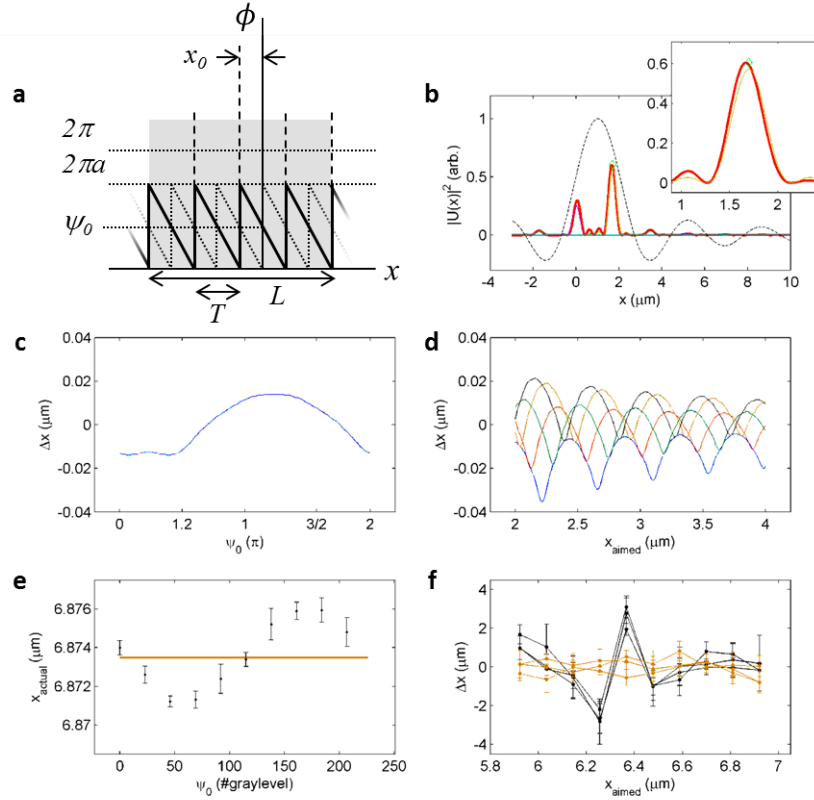 a
ϕ
x₀
2π
2πa
ψ₀
x
L
T
b
|U(x)|² (arb.)
1
0.5
0
-4 -2 0 2 4 6 8 10
x (μm)
0.6
0.4
0.2
0
1 1.5 2
c
Δx (μm)
0.04
0.02
0
-0.02
-0.04
0 1.2 1 3/2 2
ψ₀ (π)
d
Δx (μm)
0.04
0.02
0
-0.02
-0.04
2 2.5 3 3.5 4
x_aimed (μm)
e
x_actual (μm)
6.876
6.874
6.872
6.87
0 50 100 150 200 250
ψ₀ (#graylevel)
f
Δx (μm)
4
2
0
-2
-4
5.8 6 6.2 6.4 6.6 6.8 7
x_aimed (μm)